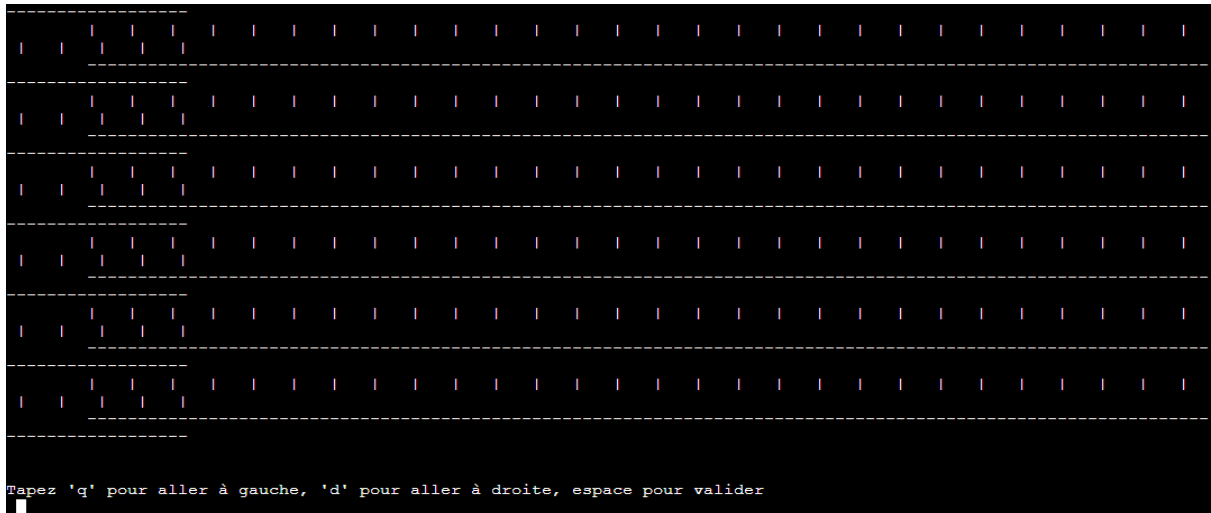 Tapez 'q' pour aller à gauche, 'd' pour aller à droite, espace pour valider